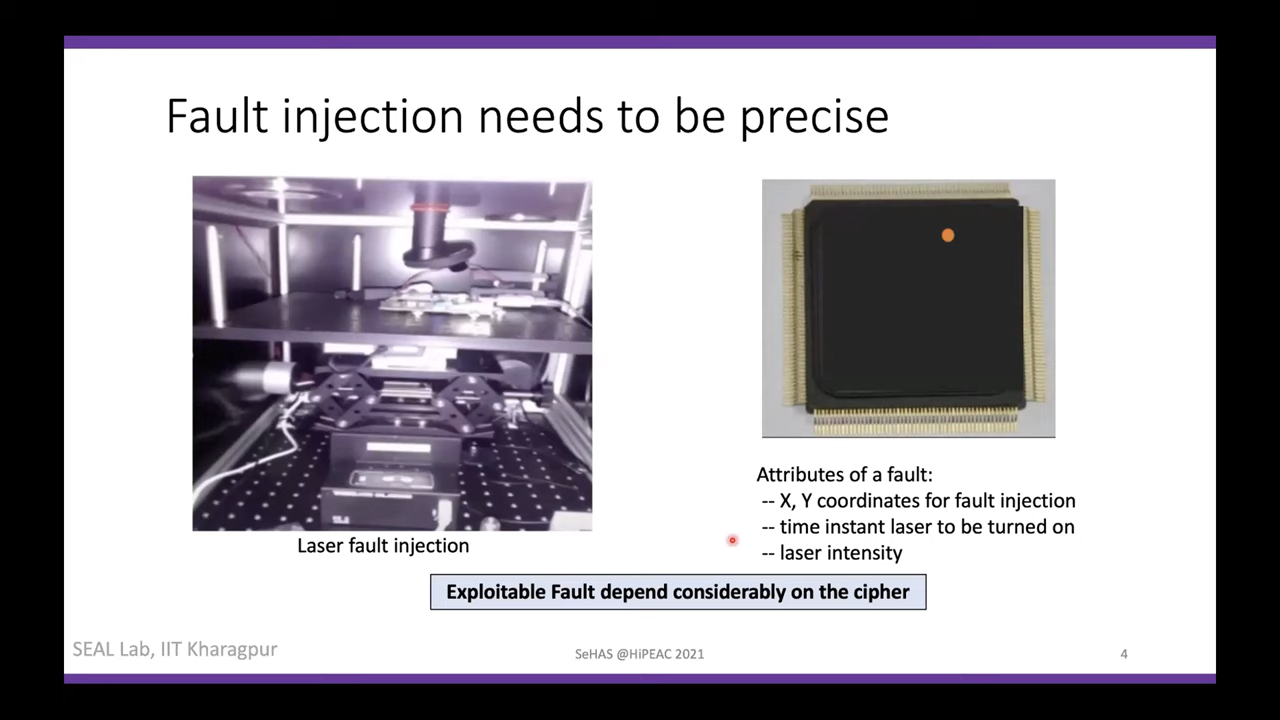 Fault injection needs to be precise
Laser fault injection
Attributes of a fault:
-- X, Y coordinates for fault injection
-- time instant laser to be turned on
-- laser intensity
Exploitable Fault depend considerably on the cipher
SEAL Lab, IIT Kharagpur
SeHAS @HiPEAC 2021
4